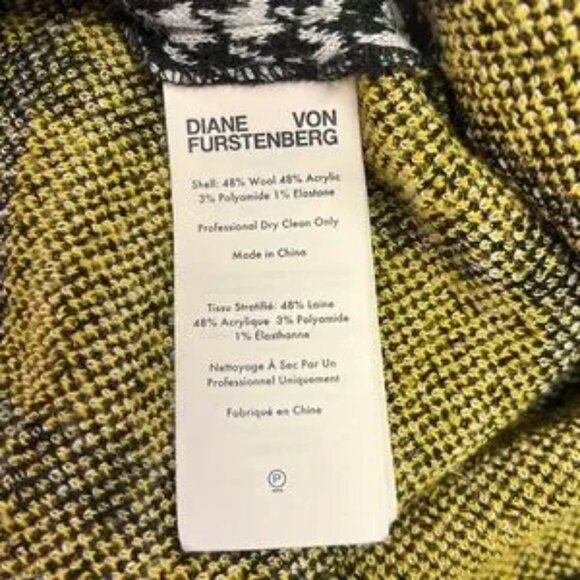 DIANE VON
FURSTENBERG
Shell: 48% Wool 48% Acrylic
3% Polyamide 1% Elastane
Professional Dry Clean Only
Made in China
Tissu Stratifié: 48% Laine
48% Acrylique 3% Polyamide
1% Élasthanne
Nettoyage À Sec Par Un
Professionnel Uniquement
Fabriqué en Chine
P